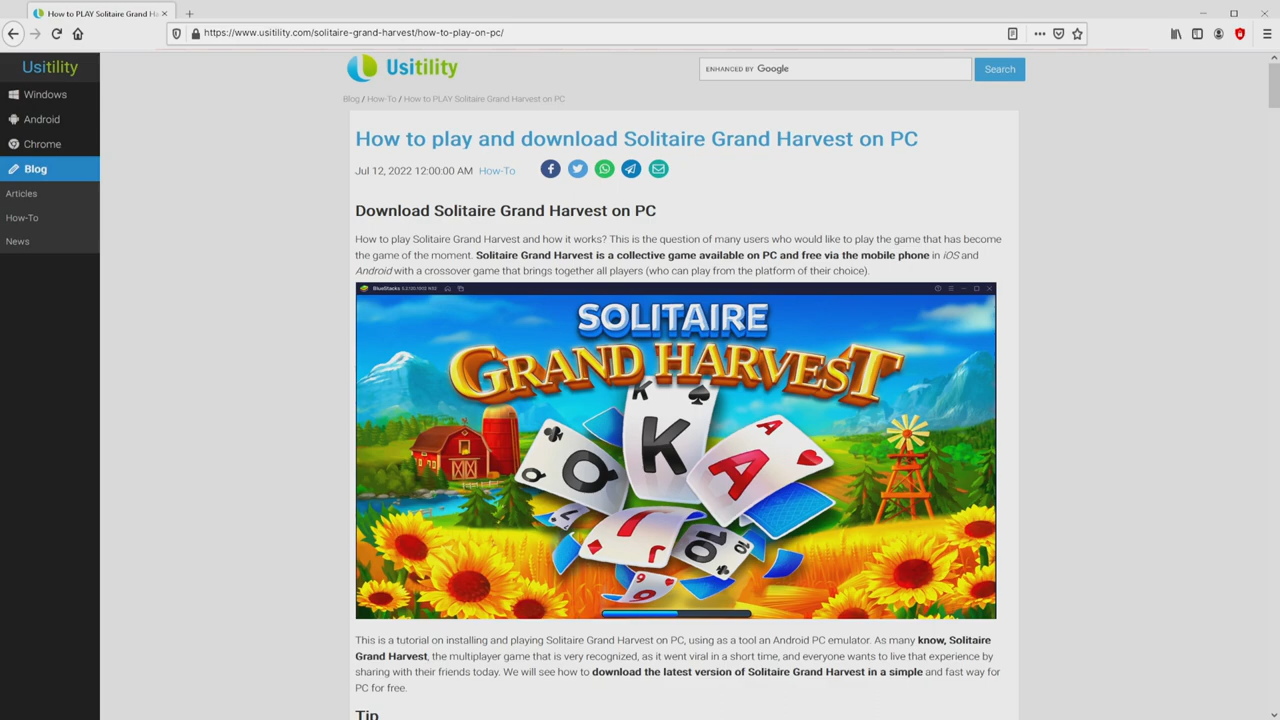 How to PLAY Solitaire Grand Ha
https://www.usitility.com/solitaire-grand-harvest/how-to-play-on-pc/
Usitility
Windows
Android
Chrome
Blog
Articles
How-To
News
Usitility
ENHANCED BY Google
Search
Blog / How-To / How to PLAY Solitaire Grand Harvest on PC
How to play and download Solitaire Grand Harvest on PC
Jul 12, 2022 12:00:00 AM How-To
Download Solitaire Grand Harvest on PC
How to play Solitaire Grand Harvest and how it works? This is the question of many users who would like to play the game that has become
the game of the moment. Solitaire Grand Harvest is a collective game available on PC and free via the mobile phone in iOS and
Android with a crossover game that brings together all players (who can play from the platform of their choice).
BlueStacks
SOLITAIRE
GRAND HARVEST
K
K
Q
Q
A
A
J
J
10
10
9
This is a tutorial on installing and playing Solitaire Grand Harvest on PC, using as a tool an Android PC emulator. As many know, Solitaire
Grand Harvest, the multiplayer game that is very recognized, as it went viral in a short time, and everyone wants to live that experience by
sharing with their friends today. We will see how to download the latest version of Solitaire Grand Harvest in a simple and fast way for
PC for free.
Tip